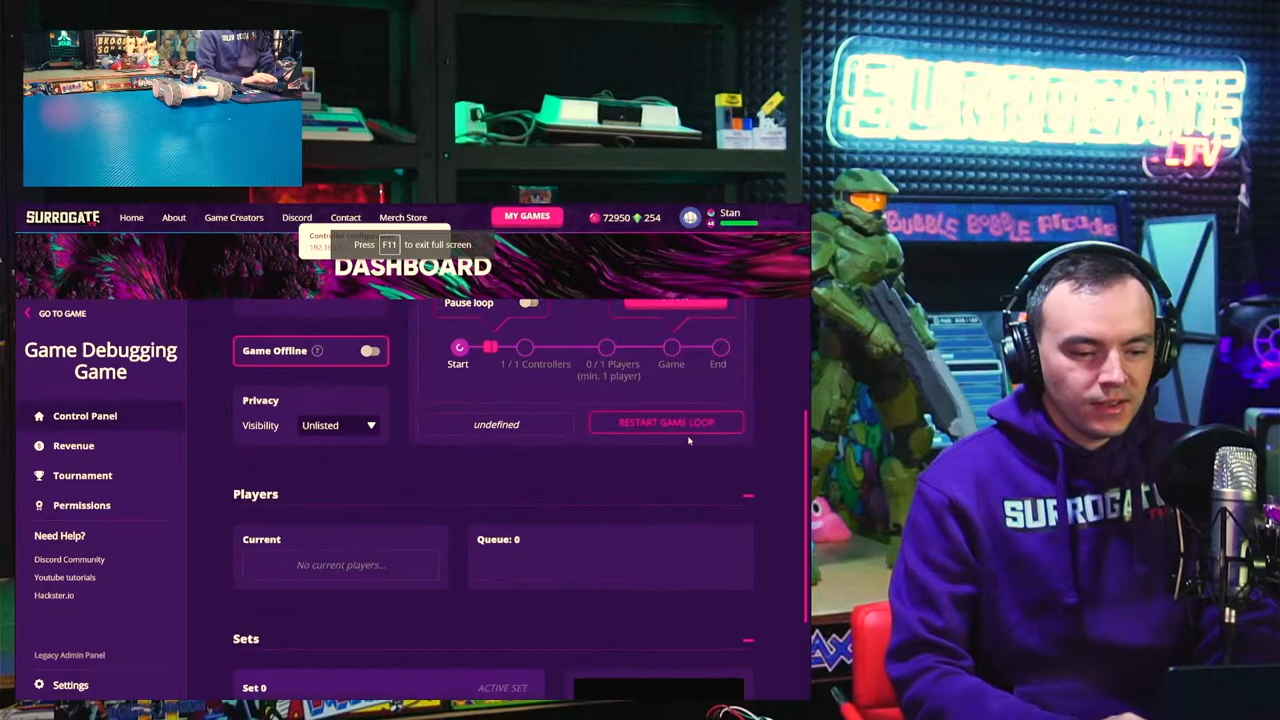 SURROGATE
.TV
BUBBLE BOBBLE Arcade
SURROGATE
Home
About
Game Creators
Discord
Contact
Merch Store
MY GAMES
72950
254
Stan
Press F11 to exit full screen
DASHBOARD
GO TO GAME
Game Debugging
Game
Control Panel
Revenue
Tournament
Permissions
Need Help?
Discord Community
Youtube tutorials
Hackster.io
Legacy Admin Panel
Settings
Pause loop
Game Offline ?
Start
1 / 1 Controllers
0 / 1 Players
(min. 1 player)
Game
End
Privacy
Visibility
Unlisted
undefined
RESTART GAME LOOP
Players
Current
No current players...
Queue: 0
Sets
Set 0
ACTIVE SET